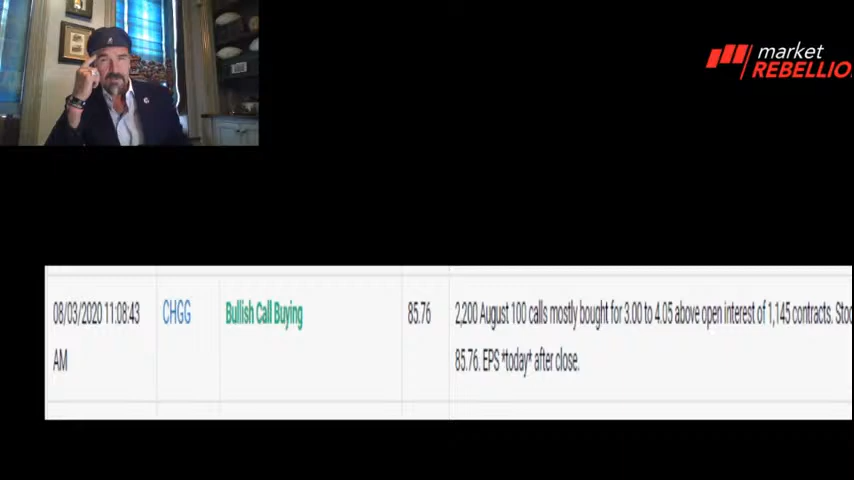 market
REBELLIO
08/03/2020 11:08:43 CHGG Bullish Call Buying 85.76 2,200 August 100 calls mostly bought for 3.00 to 4.05 above open interest of 1,145 contracts. Stoc
AM 85.76. EPS *today* after close.